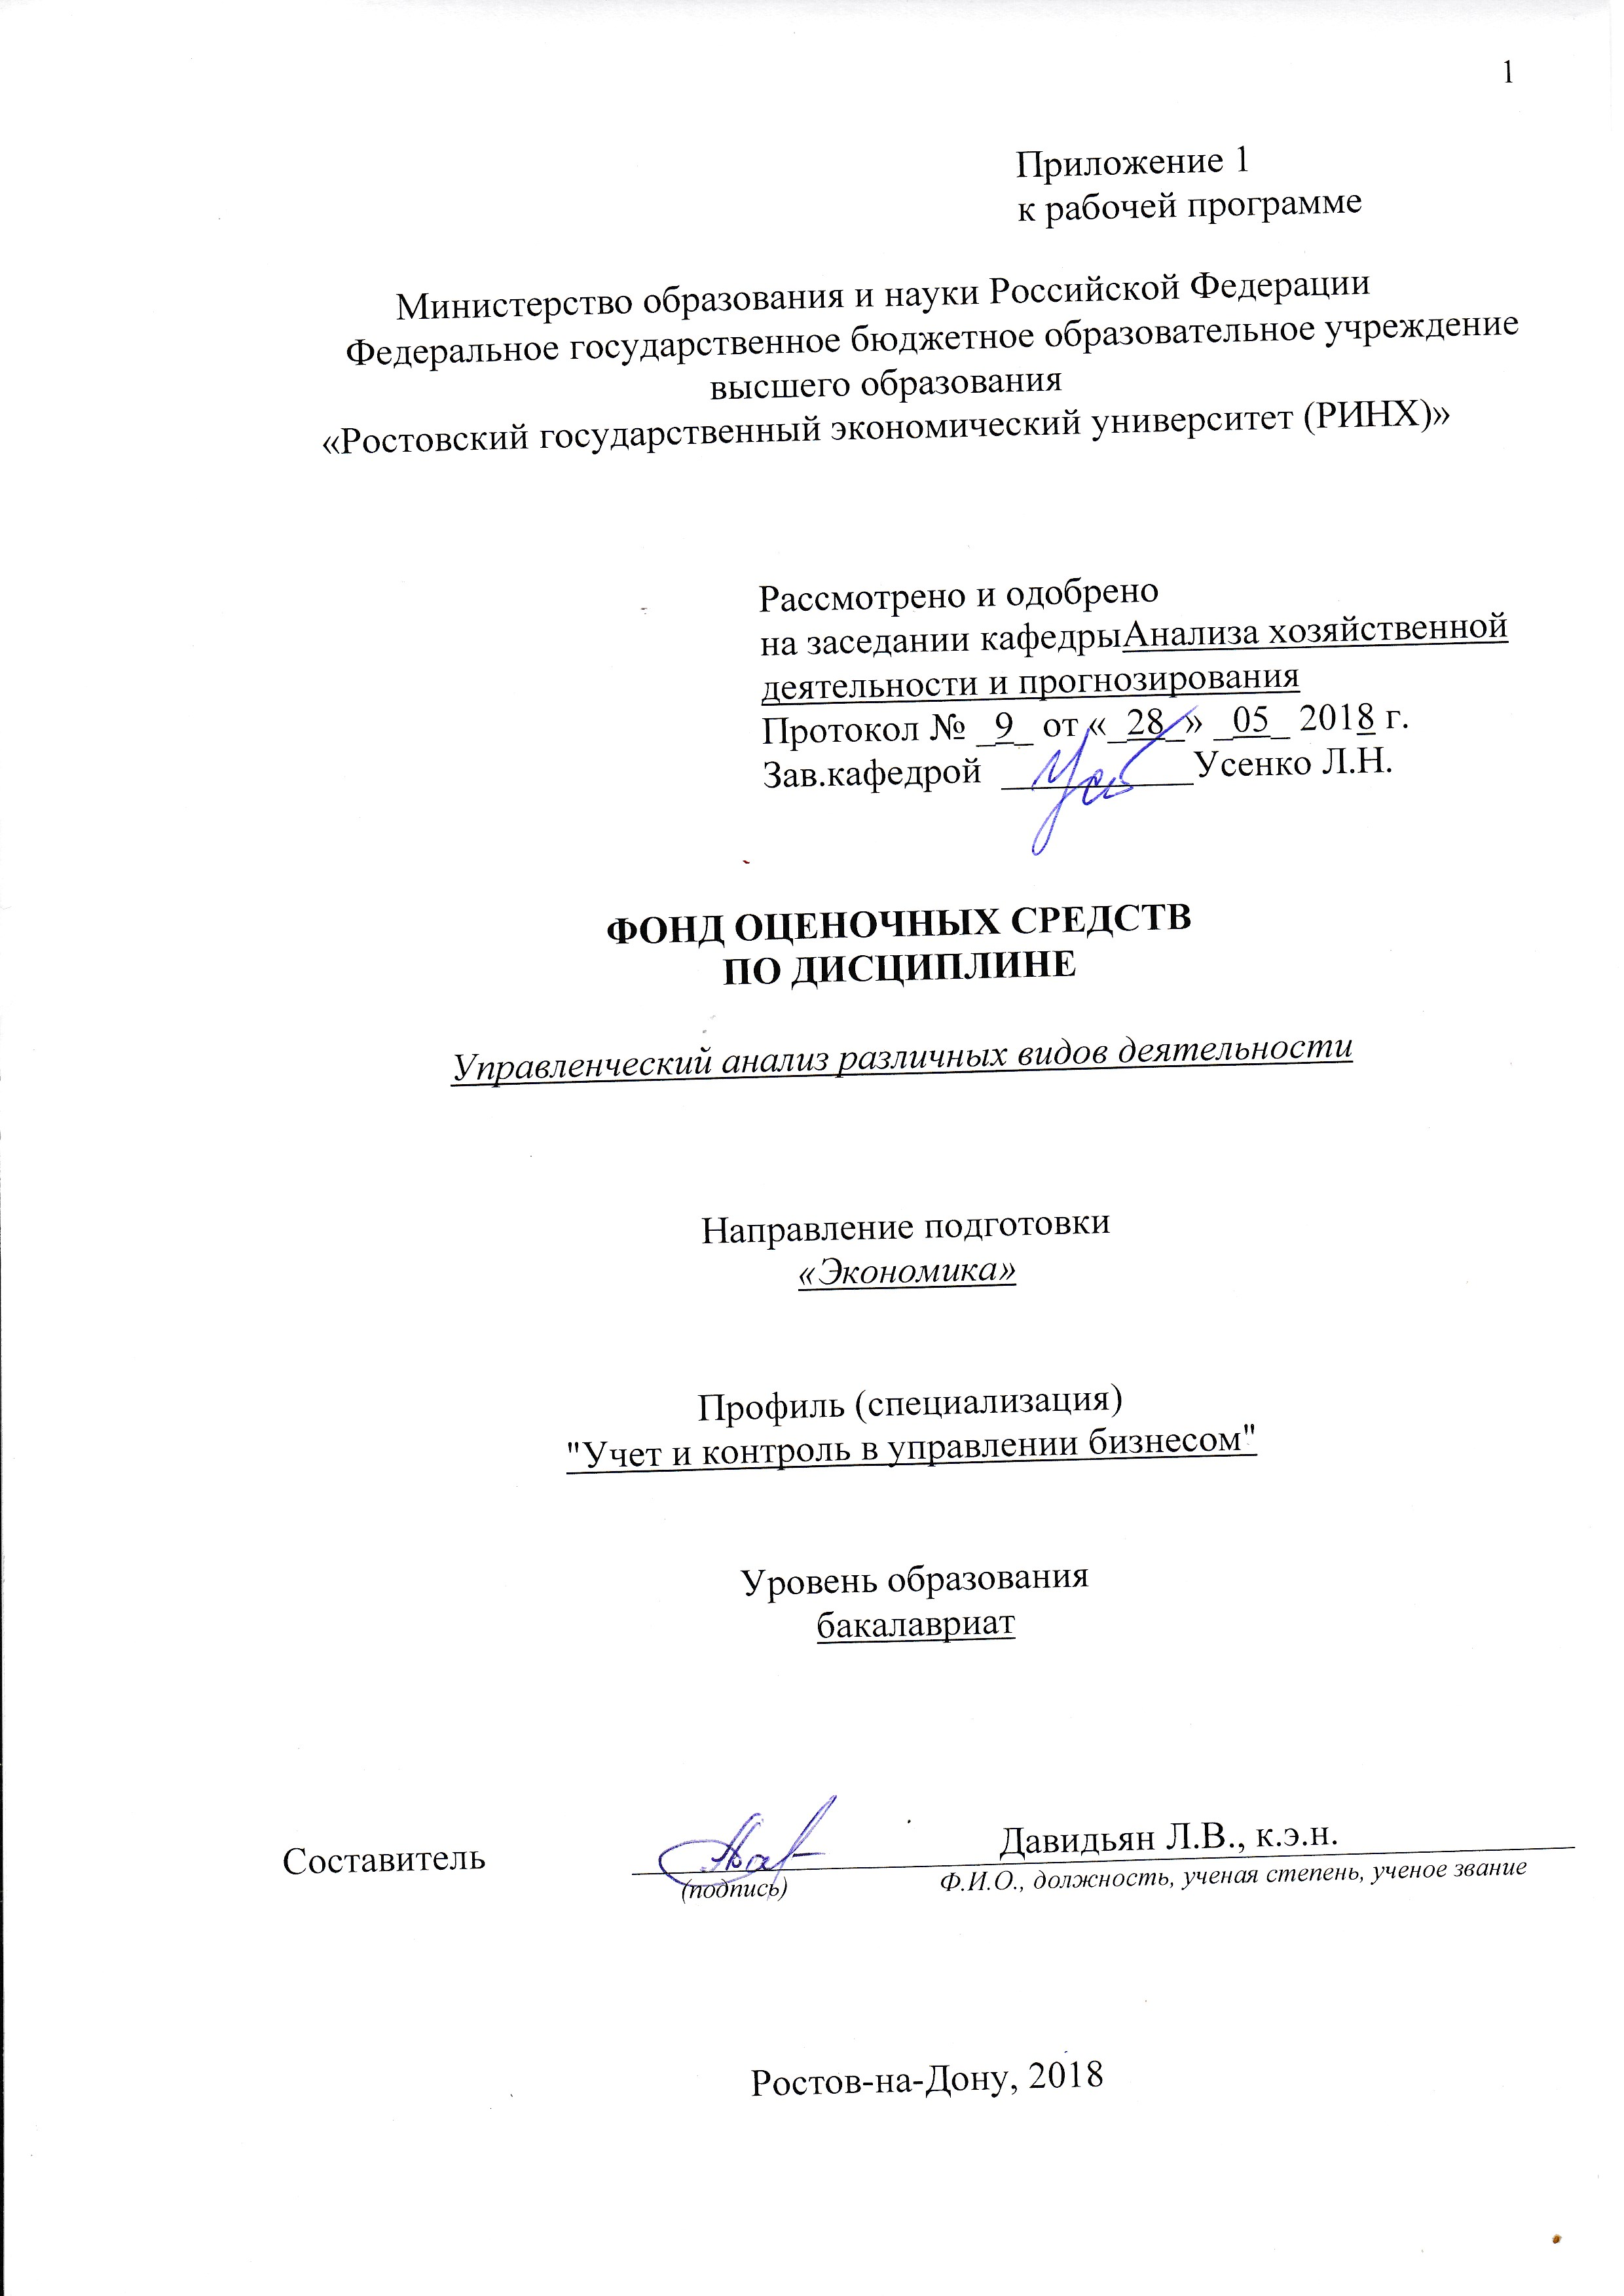 1
Приложение 1
к рабочей программе
Министерство образования и науки Российской Федерации
Федеральное государственное бюджетное образовательное учреждение
высшего образования
«Ростовский государственный экономический университет (РИНХ)»
Рассмотрено и одобрено
на заседании кафедрыАнализа хозяйственной
деятельности и прогнозирования
Протокол № _9_ от «_28_» _05_ 2018 г.
Зав.кафедрой __________Усенко Л.Н.
ФОНД ОЦЕНОЧНЫХ СРЕДСТВ
ПО ДИСЦИПЛИНЕ
Управленческий анализ различных видов деятельности
Направление подготовки
«Экономика»
Профиль (специализация)
"Учет и контроль в управлении бизнесом"
Уровень образования
бакалавриат
Составитель Давидьян Л.В., к.э.н.
(подпись) Ф.И.О., должность, ученая степень, ученое звание
Ростов-на-Дону, 2018